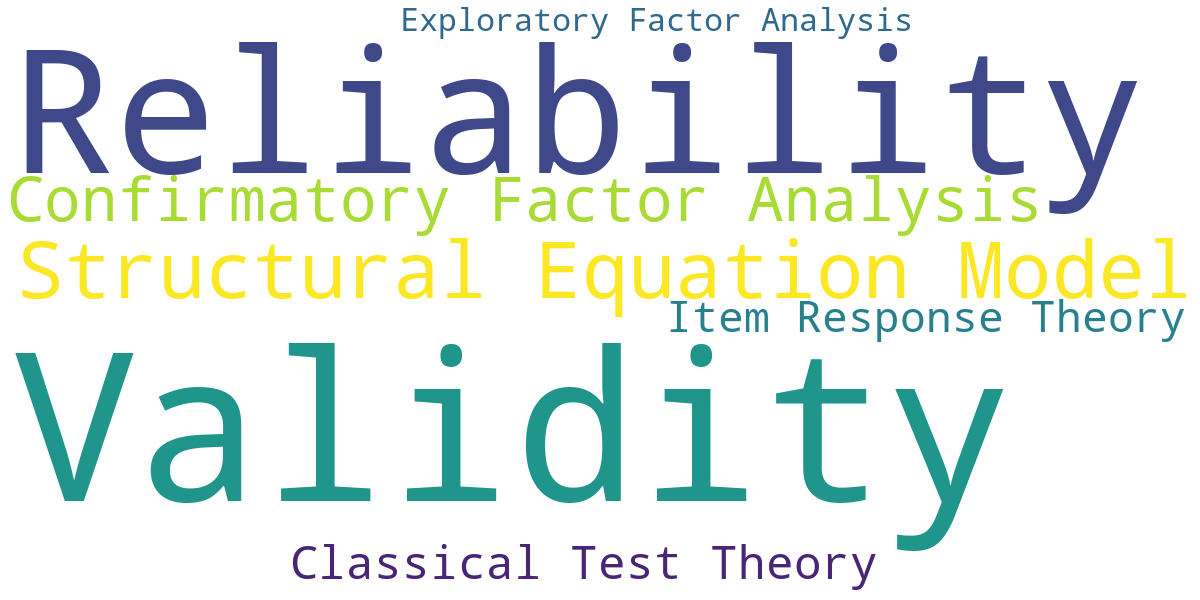 Exploratory Factor Analysis
Reliability
Confirmatory Factor Analysis
Structural Equation Model
Item Response Theory
Validity
Classical Test Theory